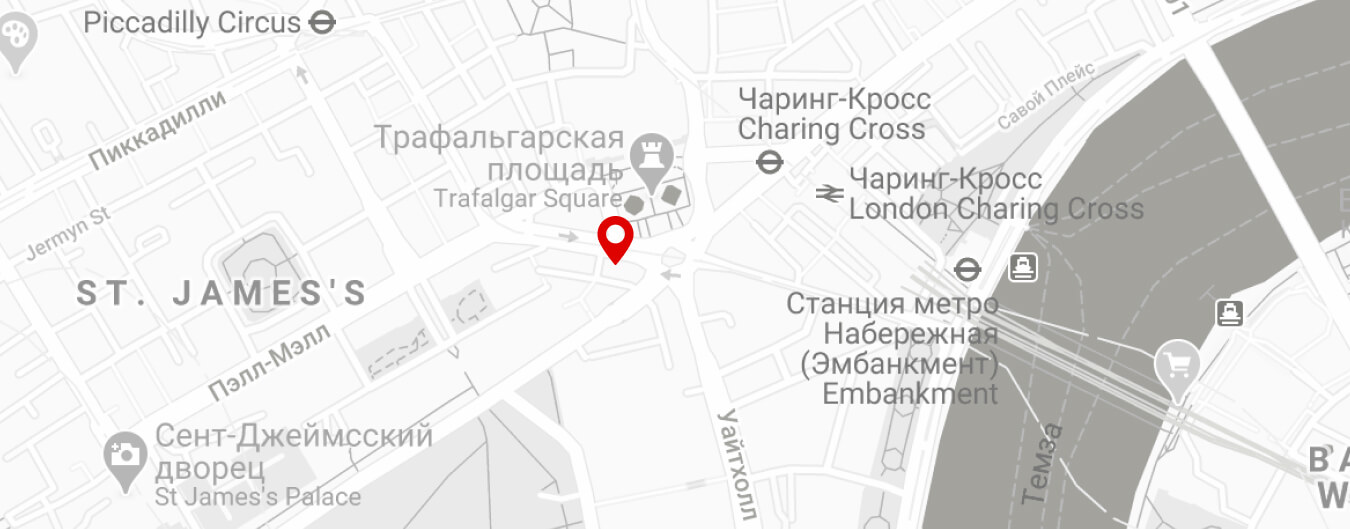 Piccadilly Circus
Пиккадилли
Jermyn St
ST. JAMES'S
Пэлл-Мэлл
Сент-Джеймсский
дворец
St James's Palace
Трафальгарская
площадь
Trafalgar Square
Чаринг-Кросс
Charing Cross
Чаринг-Кросс
London Charing Cross
Савой Плейс
Станция метро
Набережная
(Эмбанкмент)
Embankment
Уайтхолл
Темза